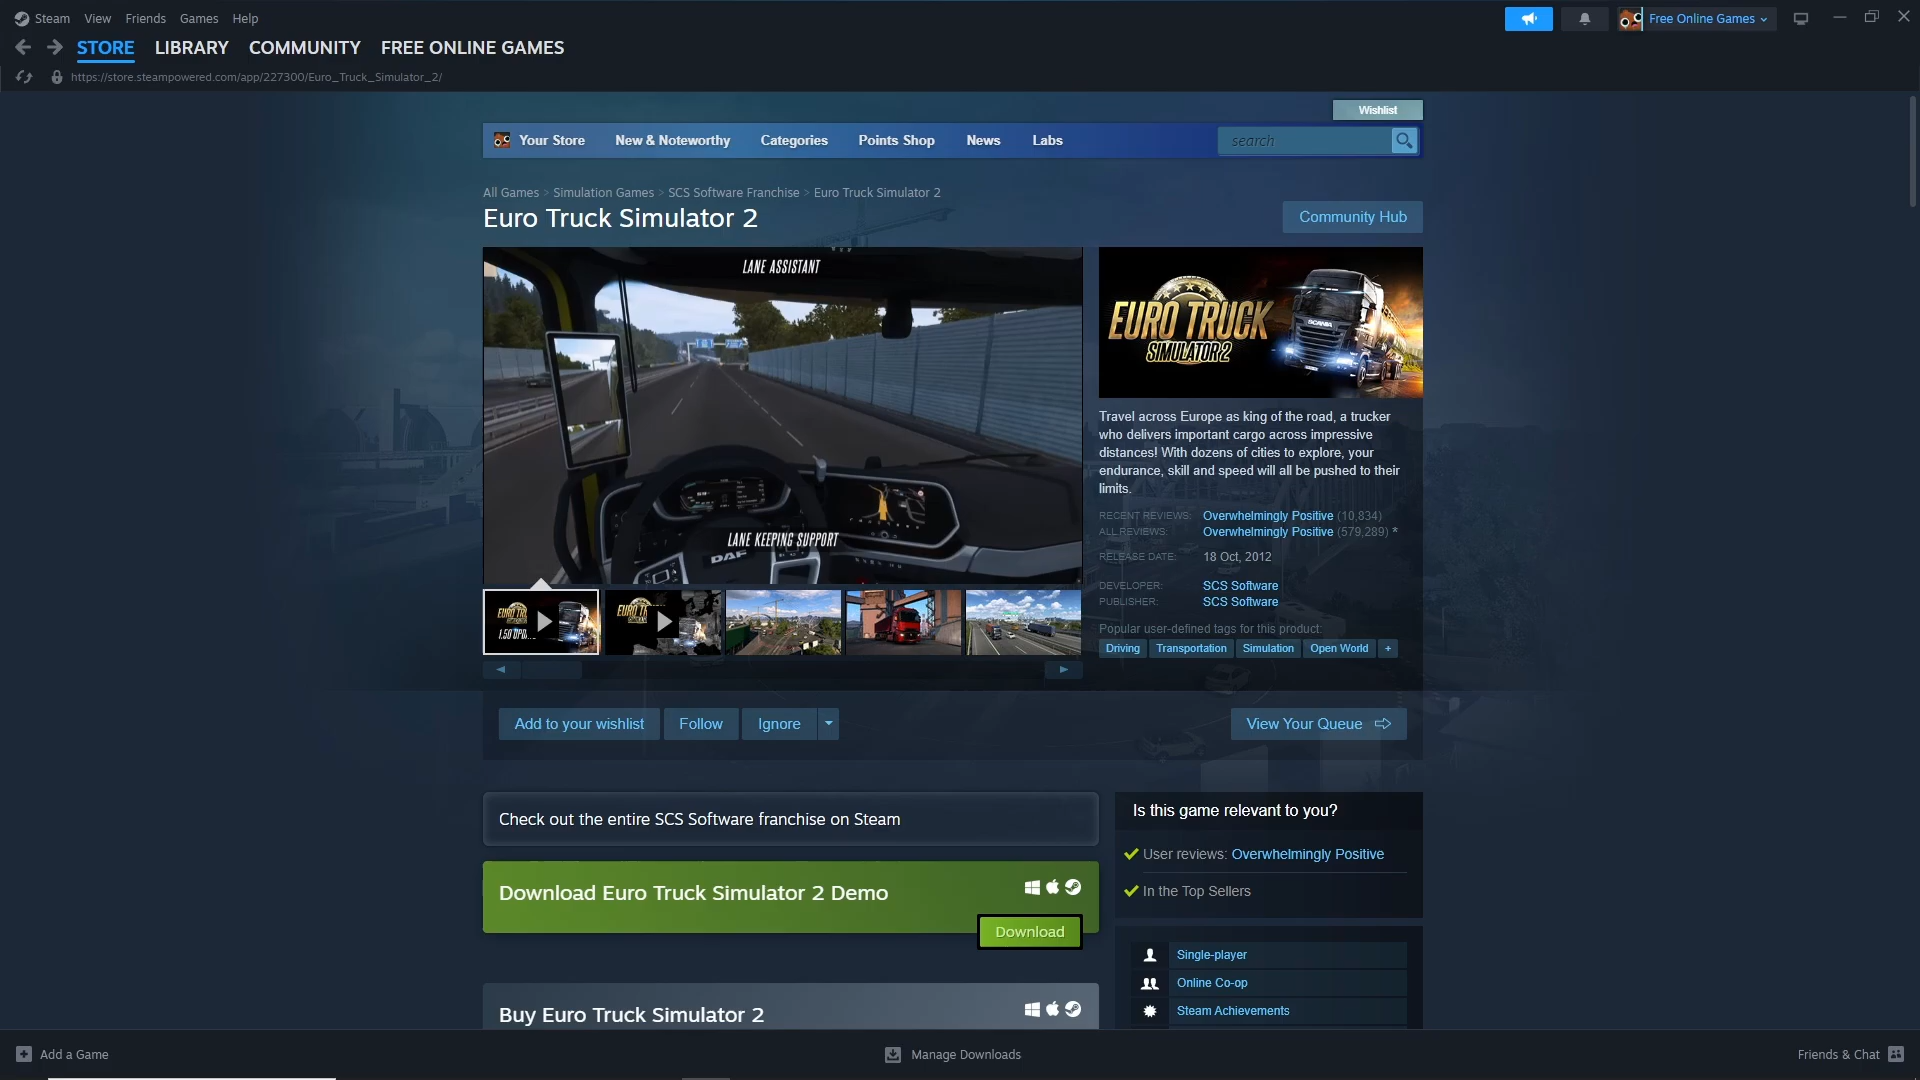 Steam View Friends Games Help
Free Online Games
STORE LIBRARY COMMUNITY FREE ONLINE GAMES
https://store.steampowered.com/app/227300/Euro_Truck_Simulator_2/
Wishlist
Your Store New & Noteworthy Categories Points Shop News Labs
search
All Games > Simulation Games > SCS Software Franchise > Euro Truck Simulator 2
Euro Truck Simulator 2
Community Hub
LANE ASSISTANT
LANE KEEPING SUPPORT
DAF
EURO TRUCK
SIMULATOR 2
SCANIA
Travel across Europe as king of the road, a trucker
who delivers important cargo across impressive
distances! With dozens of cities to explore, your
endurance, skill and speed will all be pushed to their
limits.
RECENT REVIEWS: Overwhelmingly Positive (10,834)
ALL REVIEWS: Overwhelmingly Positive (579,289) *
RELEASE DATE: 18 Oct, 2012
DEVELOPER: SCS Software
PUBLISHER: SCS Software
Popular user-defined tags for this product:
Driving Transportation Simulation Open World +
Add to your wishlist Follow Ignore
View Your Queue
Check out the entire SCS Software franchise on Steam
Download Euro Truck Simulator 2 Demo
Download
Buy Euro Truck Simulator 2
Is this game relevant to you?
User reviews: Overwhelmingly Positive
In the Top Sellers
Single-player
Online Co-op
Steam Achievements
Add a Game
Manage Downloads
Friends & Chat